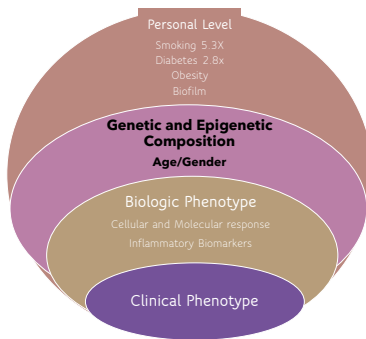 Personal Level
Smoking 5.3X
Diabetes 2.8x
Obesity
Biofilm
Genetic and Epigenetic
Composition
Age/Gender
Biologic Phenotype
Cellular and Molecular response
Inflammatory Biomarkers
Clinical Phenotype